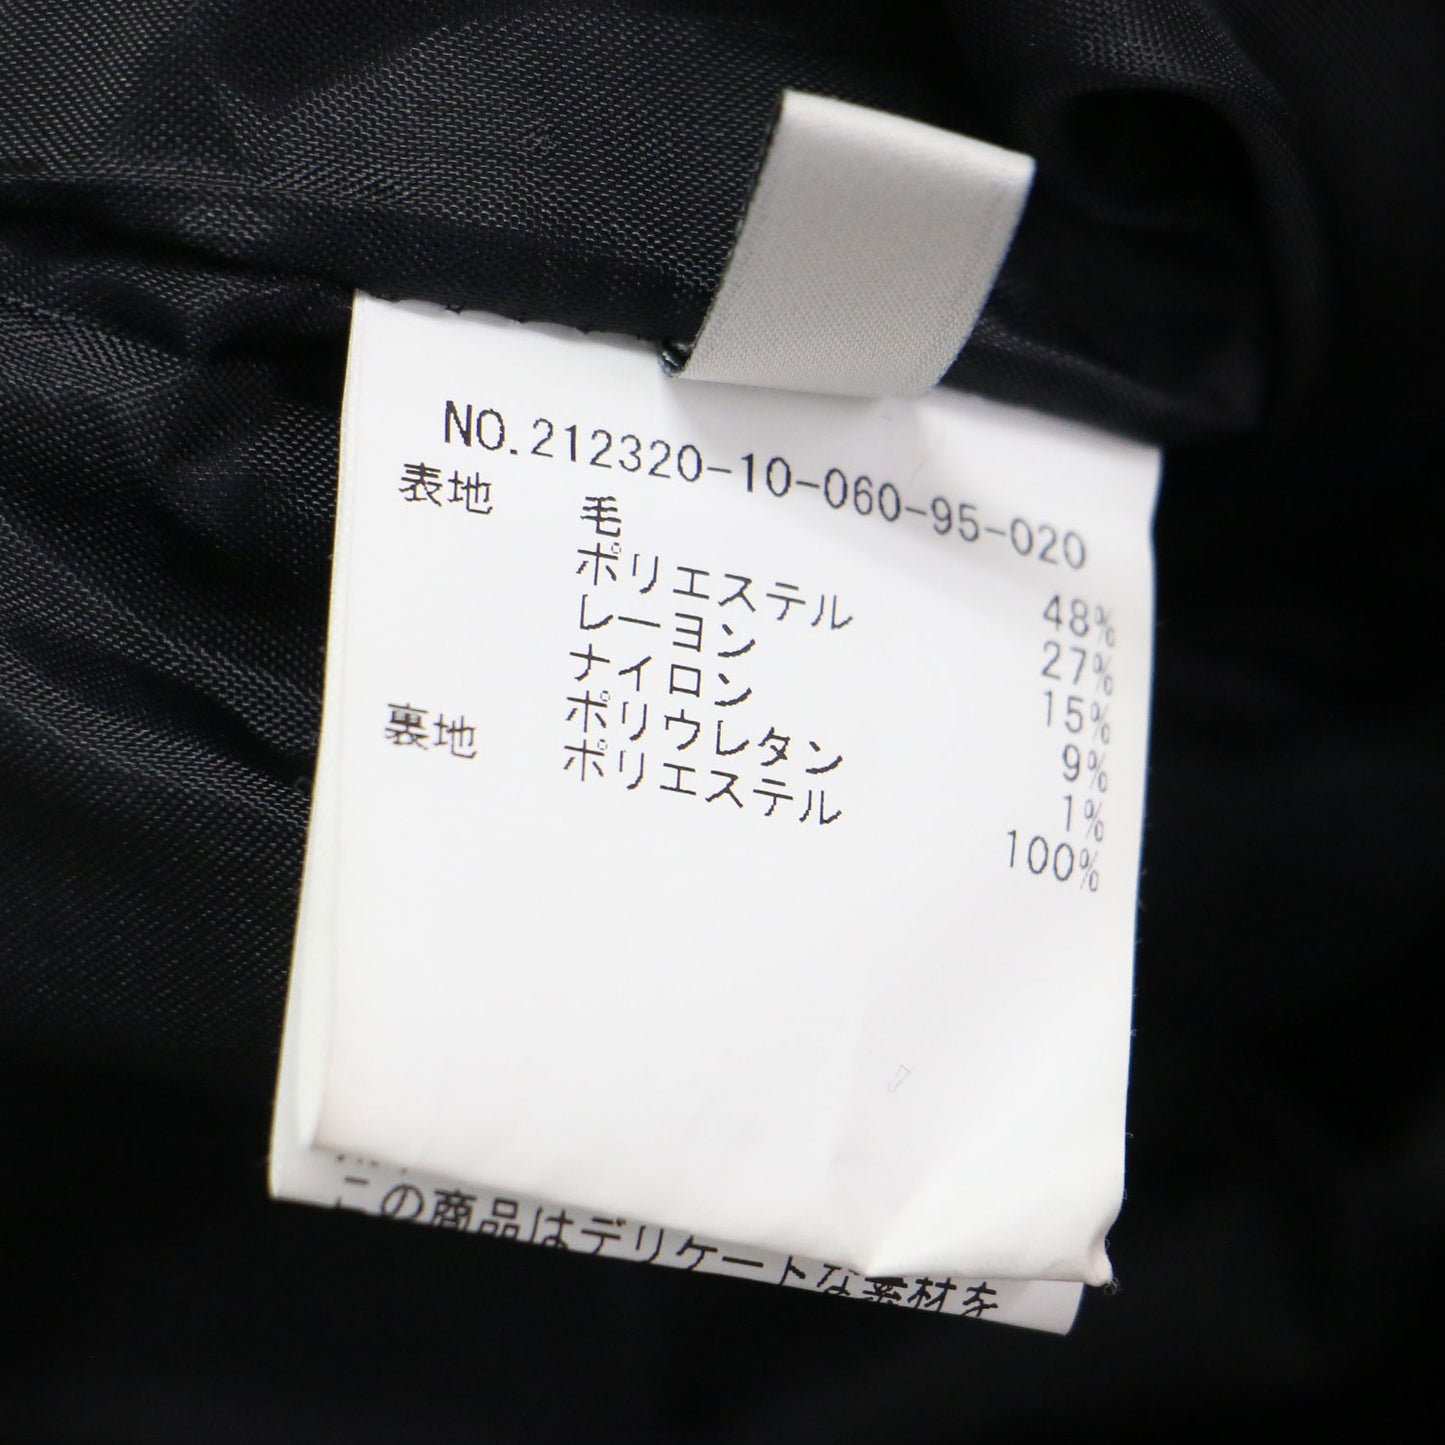 NO.212320-10-060-95-020
表地 毛 48%
ポリエステル 27%
レーヨン 15%
ナイロン 9%
ポリウレタン 1%
裏地 ポリエステル 100%
この商品はデリケートな素材を